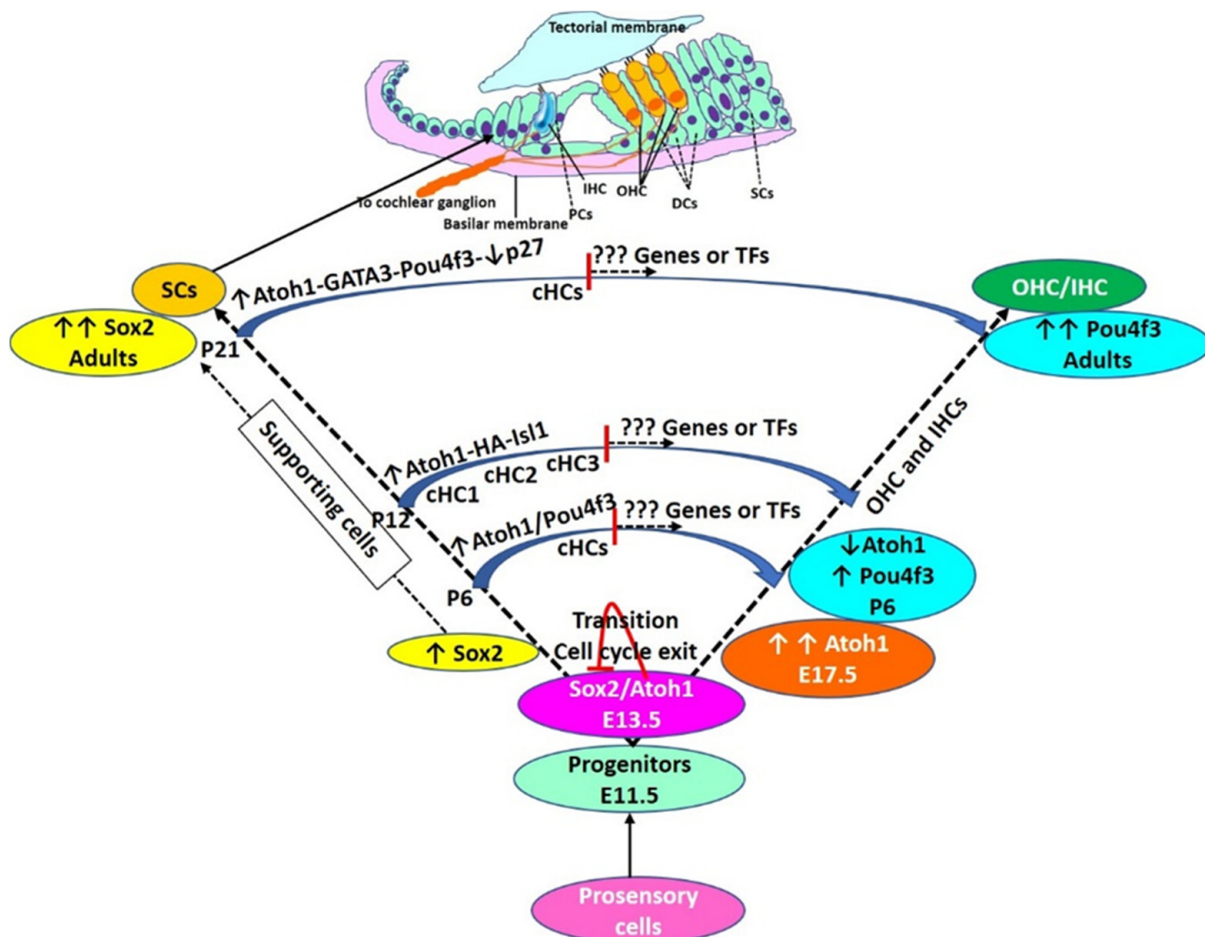 Tectorial membrane
To cochlear ganglion
Basilar membrane
IHC
PCs
OHC
DCs
SCs
SCs
↑↑ Sox2
Adults
P21
↑Atoh1-GATA3-Pou4f3-↓p27
cHCs
??? Genes or TFs
OHC/IHC
↑↑ Pou4f3
Adults
Supporting cells
P12
↑Atoh1-HA-Isl1
cHC1
cHC2
cHC3
??? Genes or TFs
OHC and IHCs
P6
↑Atoh1/Pou4f3
cHCs
??? Genes or TFs
↓Atoh1
↑ Pou4f3
P6
↑ ↑ Atoh1
E17.5
↑ Sox2
Transition
Cell cycle exit
Sox2/Atoh1
E13.5
Progenitors
E11.5
Prosensory
cells